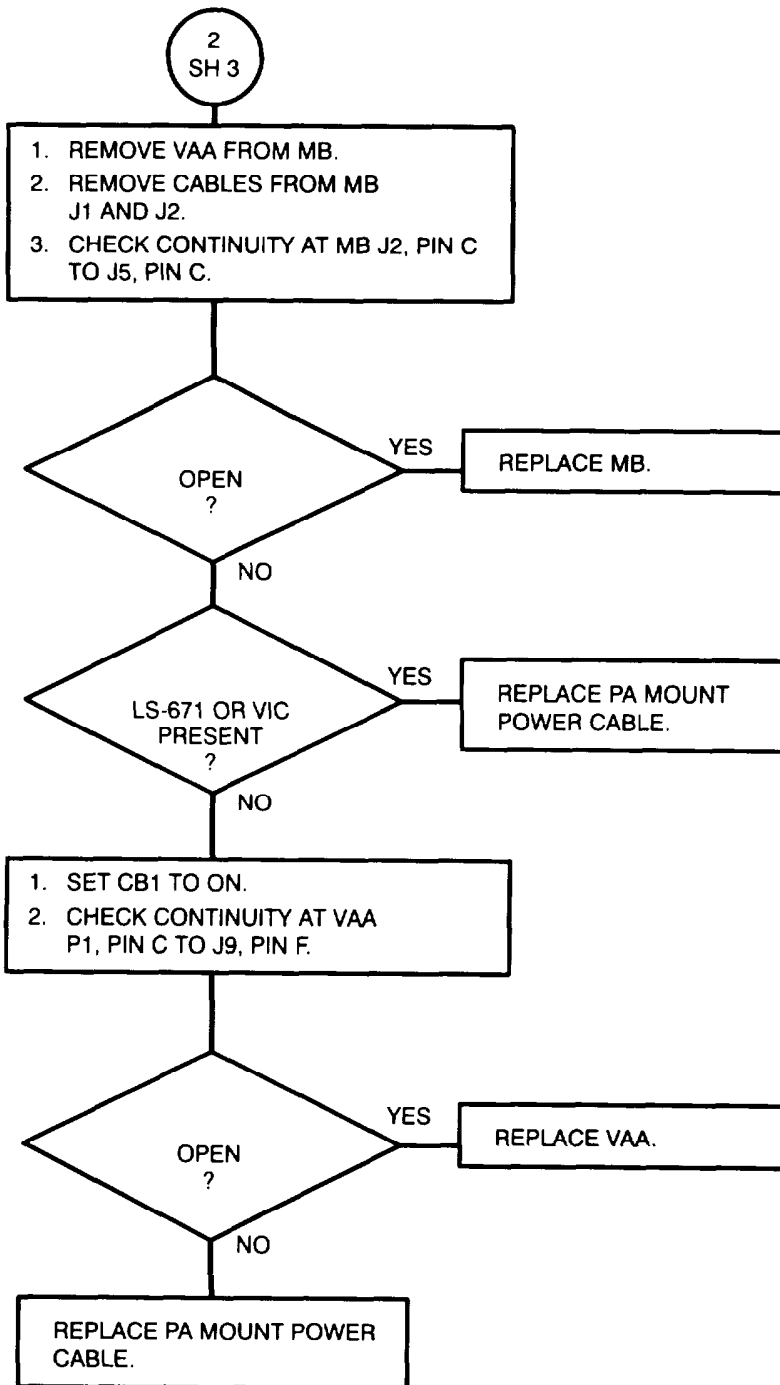 2
SH 3
1. REMOVE VAA FROM MB.
2. REMOVE CABLES FROM MB
J1 AND J2.
3. CHECK CONTINUITY AT MB J2, PIN C
TO J5, PIN C.
OPEN
?
YES
REPLACE MB.
NO
LS-671 OR VIC
PRESENT
?
YES
REPLACE PA MOUNT
POWER CABLE.
NO
1. SET CB1 TO ON.
2. CHECK CONTINUITY AT VAA
P1, PIN C TO J9, PIN F.
OPEN
?
YES
REPLACE VAA.
NO
REPLACE PA MOUNT POWER
CABLE.